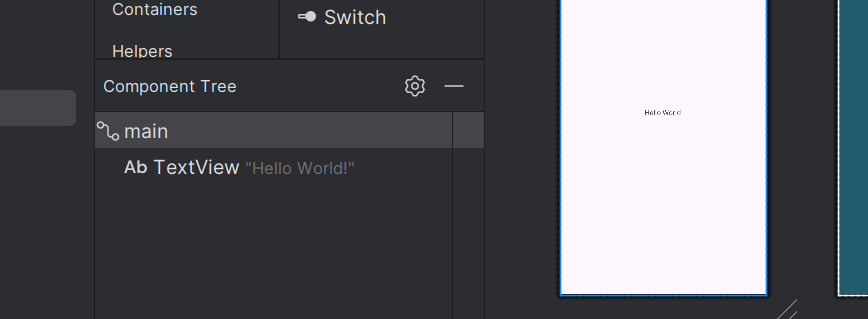 Containers
Switch
Helpers
Component Tree
main
Ab TextView "Hello World!"
Hello World